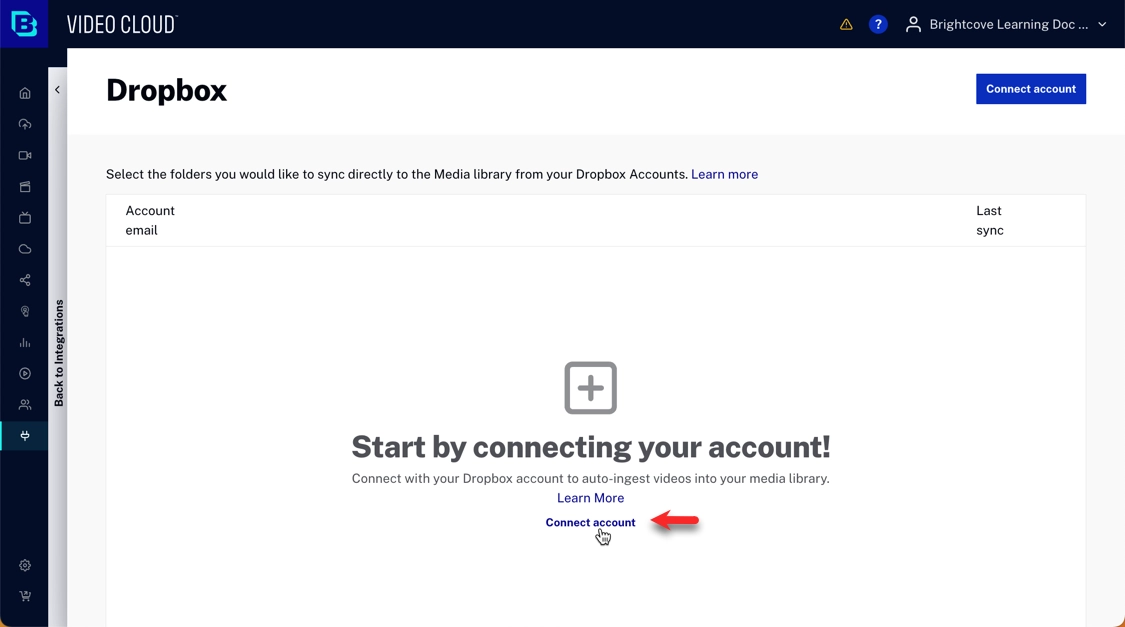 VIDEO CLOUD™
?
Brightcove Learning Doc ...
Back to Integrations
Dropbox
Connect account
Select the folders you would like to sync directly to the Media library from your Dropbox Accounts. Learn more
Account
email
Last
sync
Start by connecting your account!
Connect with your Dropbox account to auto-ingest videos into your media library.
Learn More
Connect account